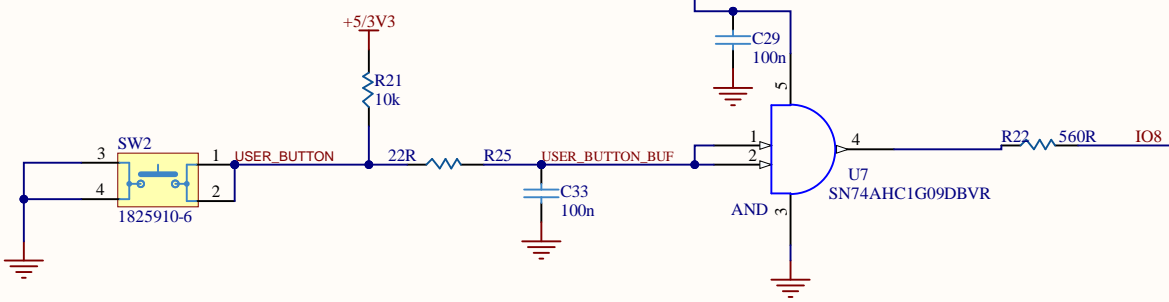 +5/3V3
C29
100n
R21
10k
5
SW2
3
1
USER_BUTTON
22R
R25
USER_BUTTON_BUF
1
2
4
R22
560R
IO8
4
2
1825910-6
C33
100n
U7
SN74AHC1G09DBVR
AND
3